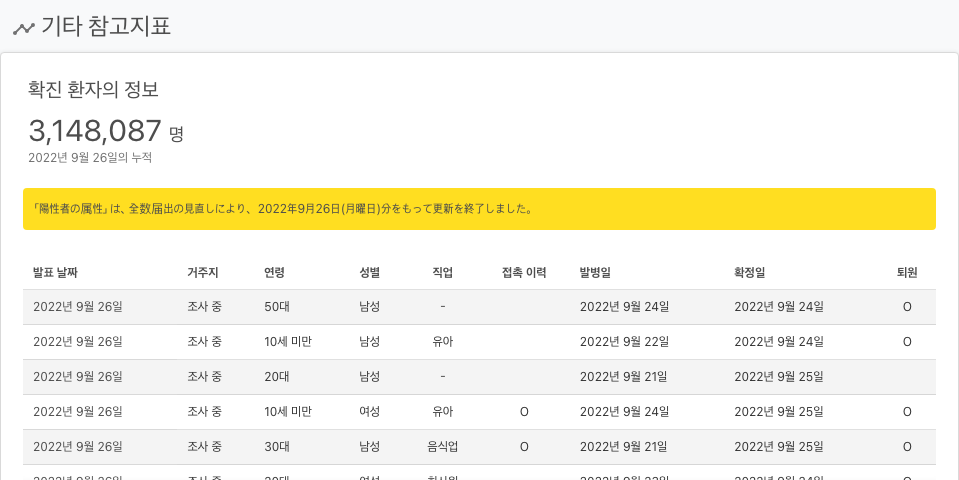 기타 참고지표
확진 환자의 정보
3,148,087 명
2022년 9월 26일의 누적
「陽性者の属性」は、全数届出の見直しにより、2022年9月26日(月曜日)分をもって更新を終了しました。
발표 날짜 거주지 연령 성별 직업 접촉 이력 발병일 확정일 퇴원
2022년 9월 26일 조사 중 50대 남성 - 2022년 9월 24일 2022년 9월 24일 O
2022년 9월 26일 조사 중 10세 미만 남성 유아 2022년 9월 22일 2022년 9월 24일 O
2022년 9월 26일 조사 중 20대 남성 - 2022년 9월 21일 2022년 9월 25일
2022년 9월 26일 조사 중 10세 미만 여성 유아 O 2022년 9월 24일 2022년 9월 25일 O
2022년 9월 26일 조사 중 30대 남성 음식업 O 2022년 9월 21일 2022년 9월 25일 O